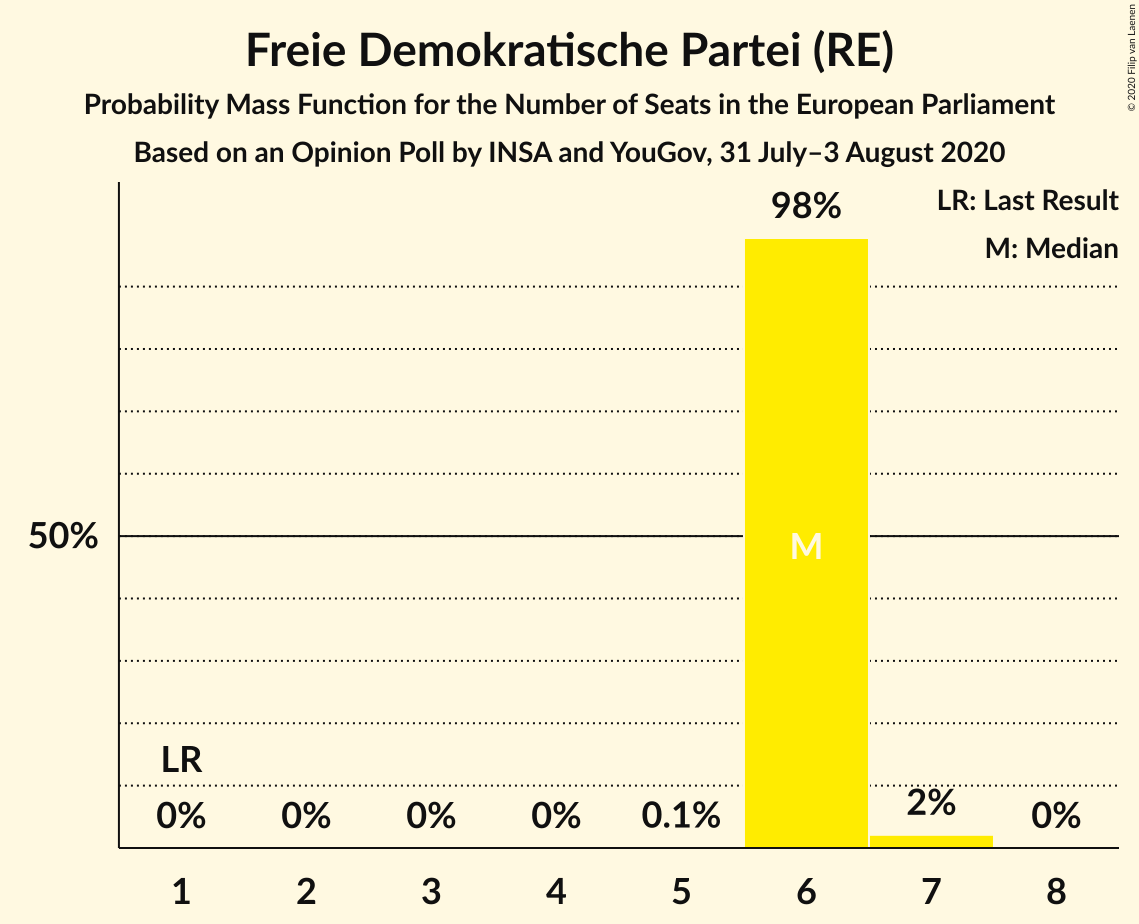 Freie Demokratische Partei (RE)
Probability Mass Function for the Number of Seats in the European Parliament
Based on an Opinion Poll by INSA and YouGov, 31 July–3 August 2020
© 2020 Filip van Laenen
LR: Last Result
M: Median
98%
50%
M
LR
0% 0% 0% 0% 0.1% 2% 0%
1 2 3 4 5 6 7 8